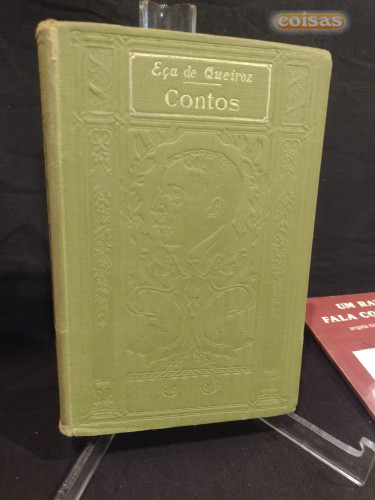 coisas
Eça de Queiroz
Contos
UM RA
FALA CO